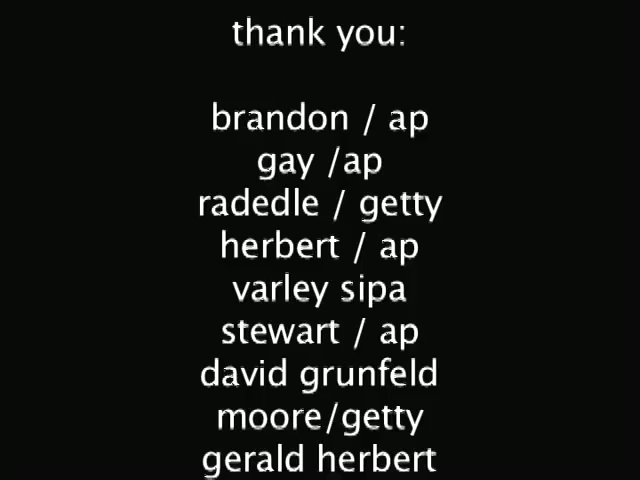 thank you:
brandon / ap
gay /ap
radedle / getty
herbert / ap
varley sipa
stewart / ap
david grunfeld
moore/getty
gerald herbert